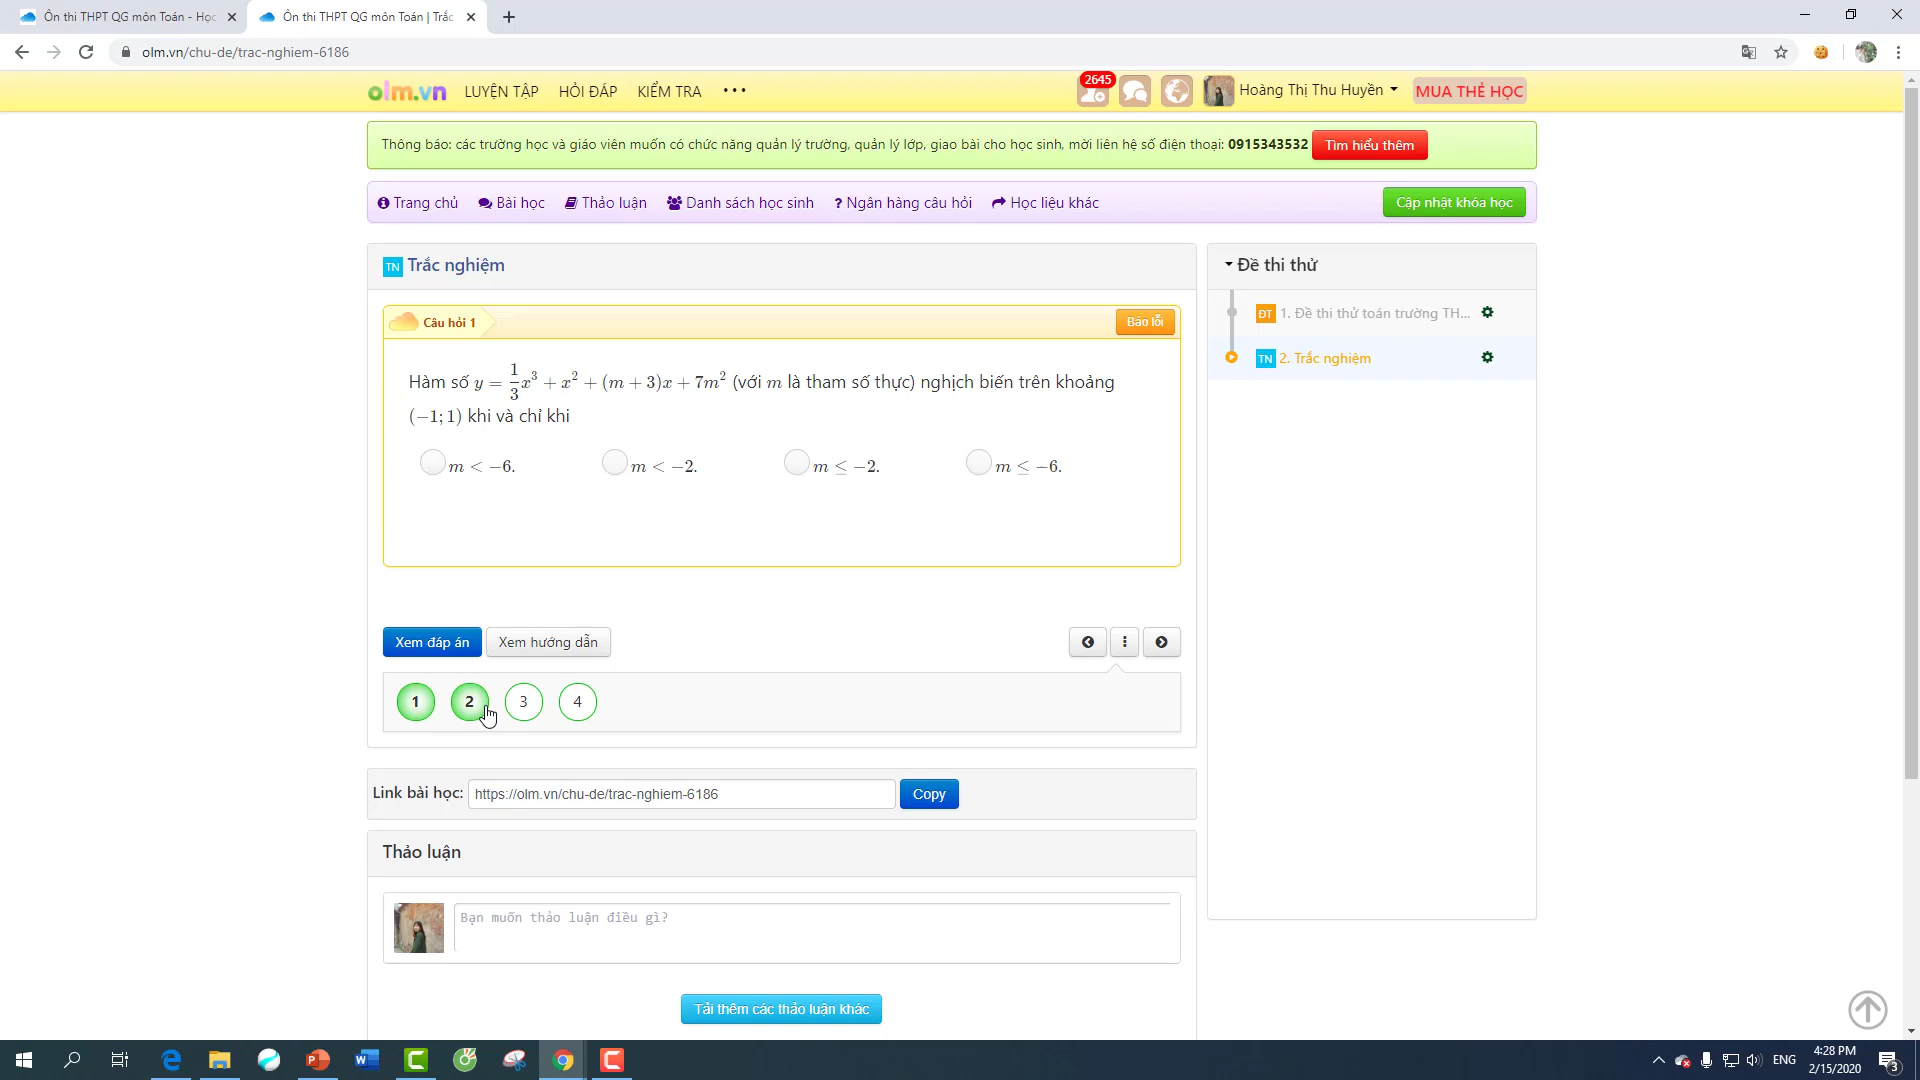 Ôn thi THPT QG môn Toán - Học
Ôn thi THPT QG môn Toán | Trắc
olm.vn/chu-de/trac-nghiem-6186
olm.vn LUYỆN TẬP HỎI ĐÁP KIỂM TRA ••• 2645 Hoàng Thị Thu Huyền MUA THẺ HỌC
Thông báo: các trường học và giáo viên muốn có chức năng quản lý trường, quản lý lớp, giao bài cho học sinh, mời liên hệ số điện thoại: 0915343532 Tìm hiểu thêm
Trang chủ Bài học Thảo luận Danh sách học sinh ? Ngân hàng câu hỏi Học liệu khác Cập nhật khóa học
TN Trắc nghiệm
Câu hỏi 1 Báo lỗi
Hàm số $y = \frac{1}{3}x^3 + x^2 + (m+3)x + 7m^2$ (với m là tham số thực) nghịch biến trên khoảng
(−1; 1) khi và chỉ khi
m < −6. m < −2. m ≤ −2. m ≤ −6.
Xem đáp án Xem hướng dẫn
1 2 3 4
Link bài học: https://olm.vn/chu-de/trac-nghiem-6186 Copy
Thảo luận
Bạn muốn thảo luận điều gì?
Tải thêm các thảo luận khác
Đề thi thử
ĐT 1. Đề thi thử toán trường TH...
TN 2. Trắc nghiệm
ENG
4:28 PM
2/15/2020
3